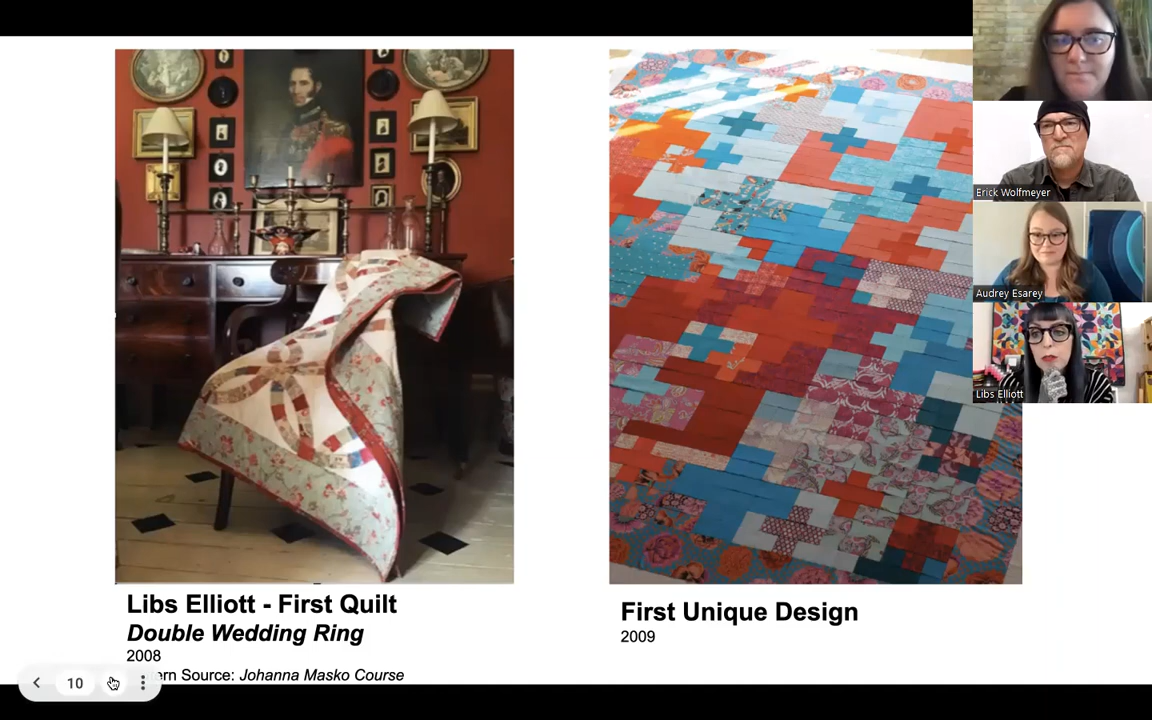 Libs Elliott - First Quilt
Double Wedding Ring
2008
ern Source: Johanna Masko Course
First Unique Design
2009
10
Erick Wolfmeyer
Audrey Esarey
Libs Elliott